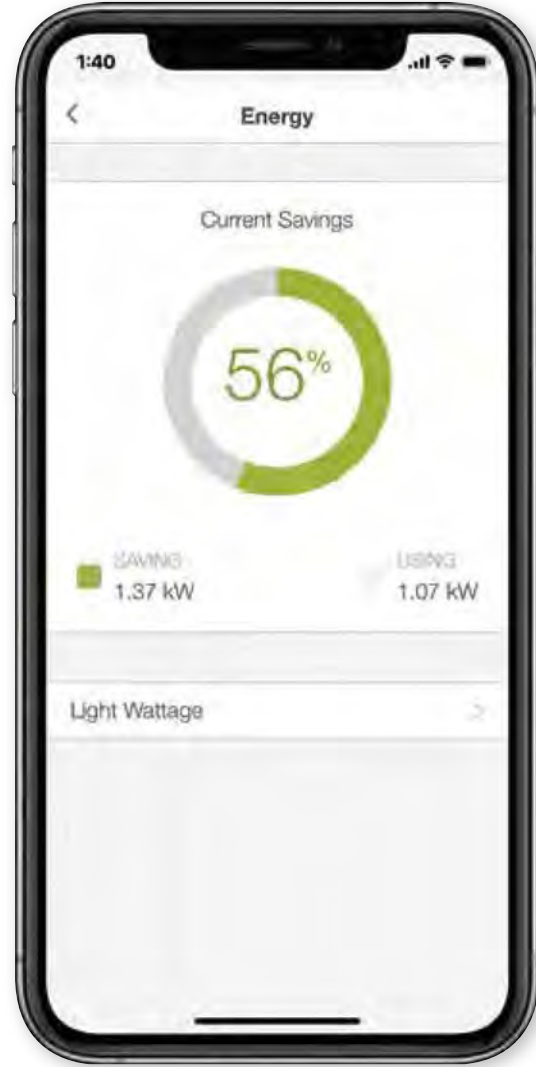 1:40
Energy
Current Savings
56%
SAVING
1.37 kW
USING
1.07 kW
Light Wattage